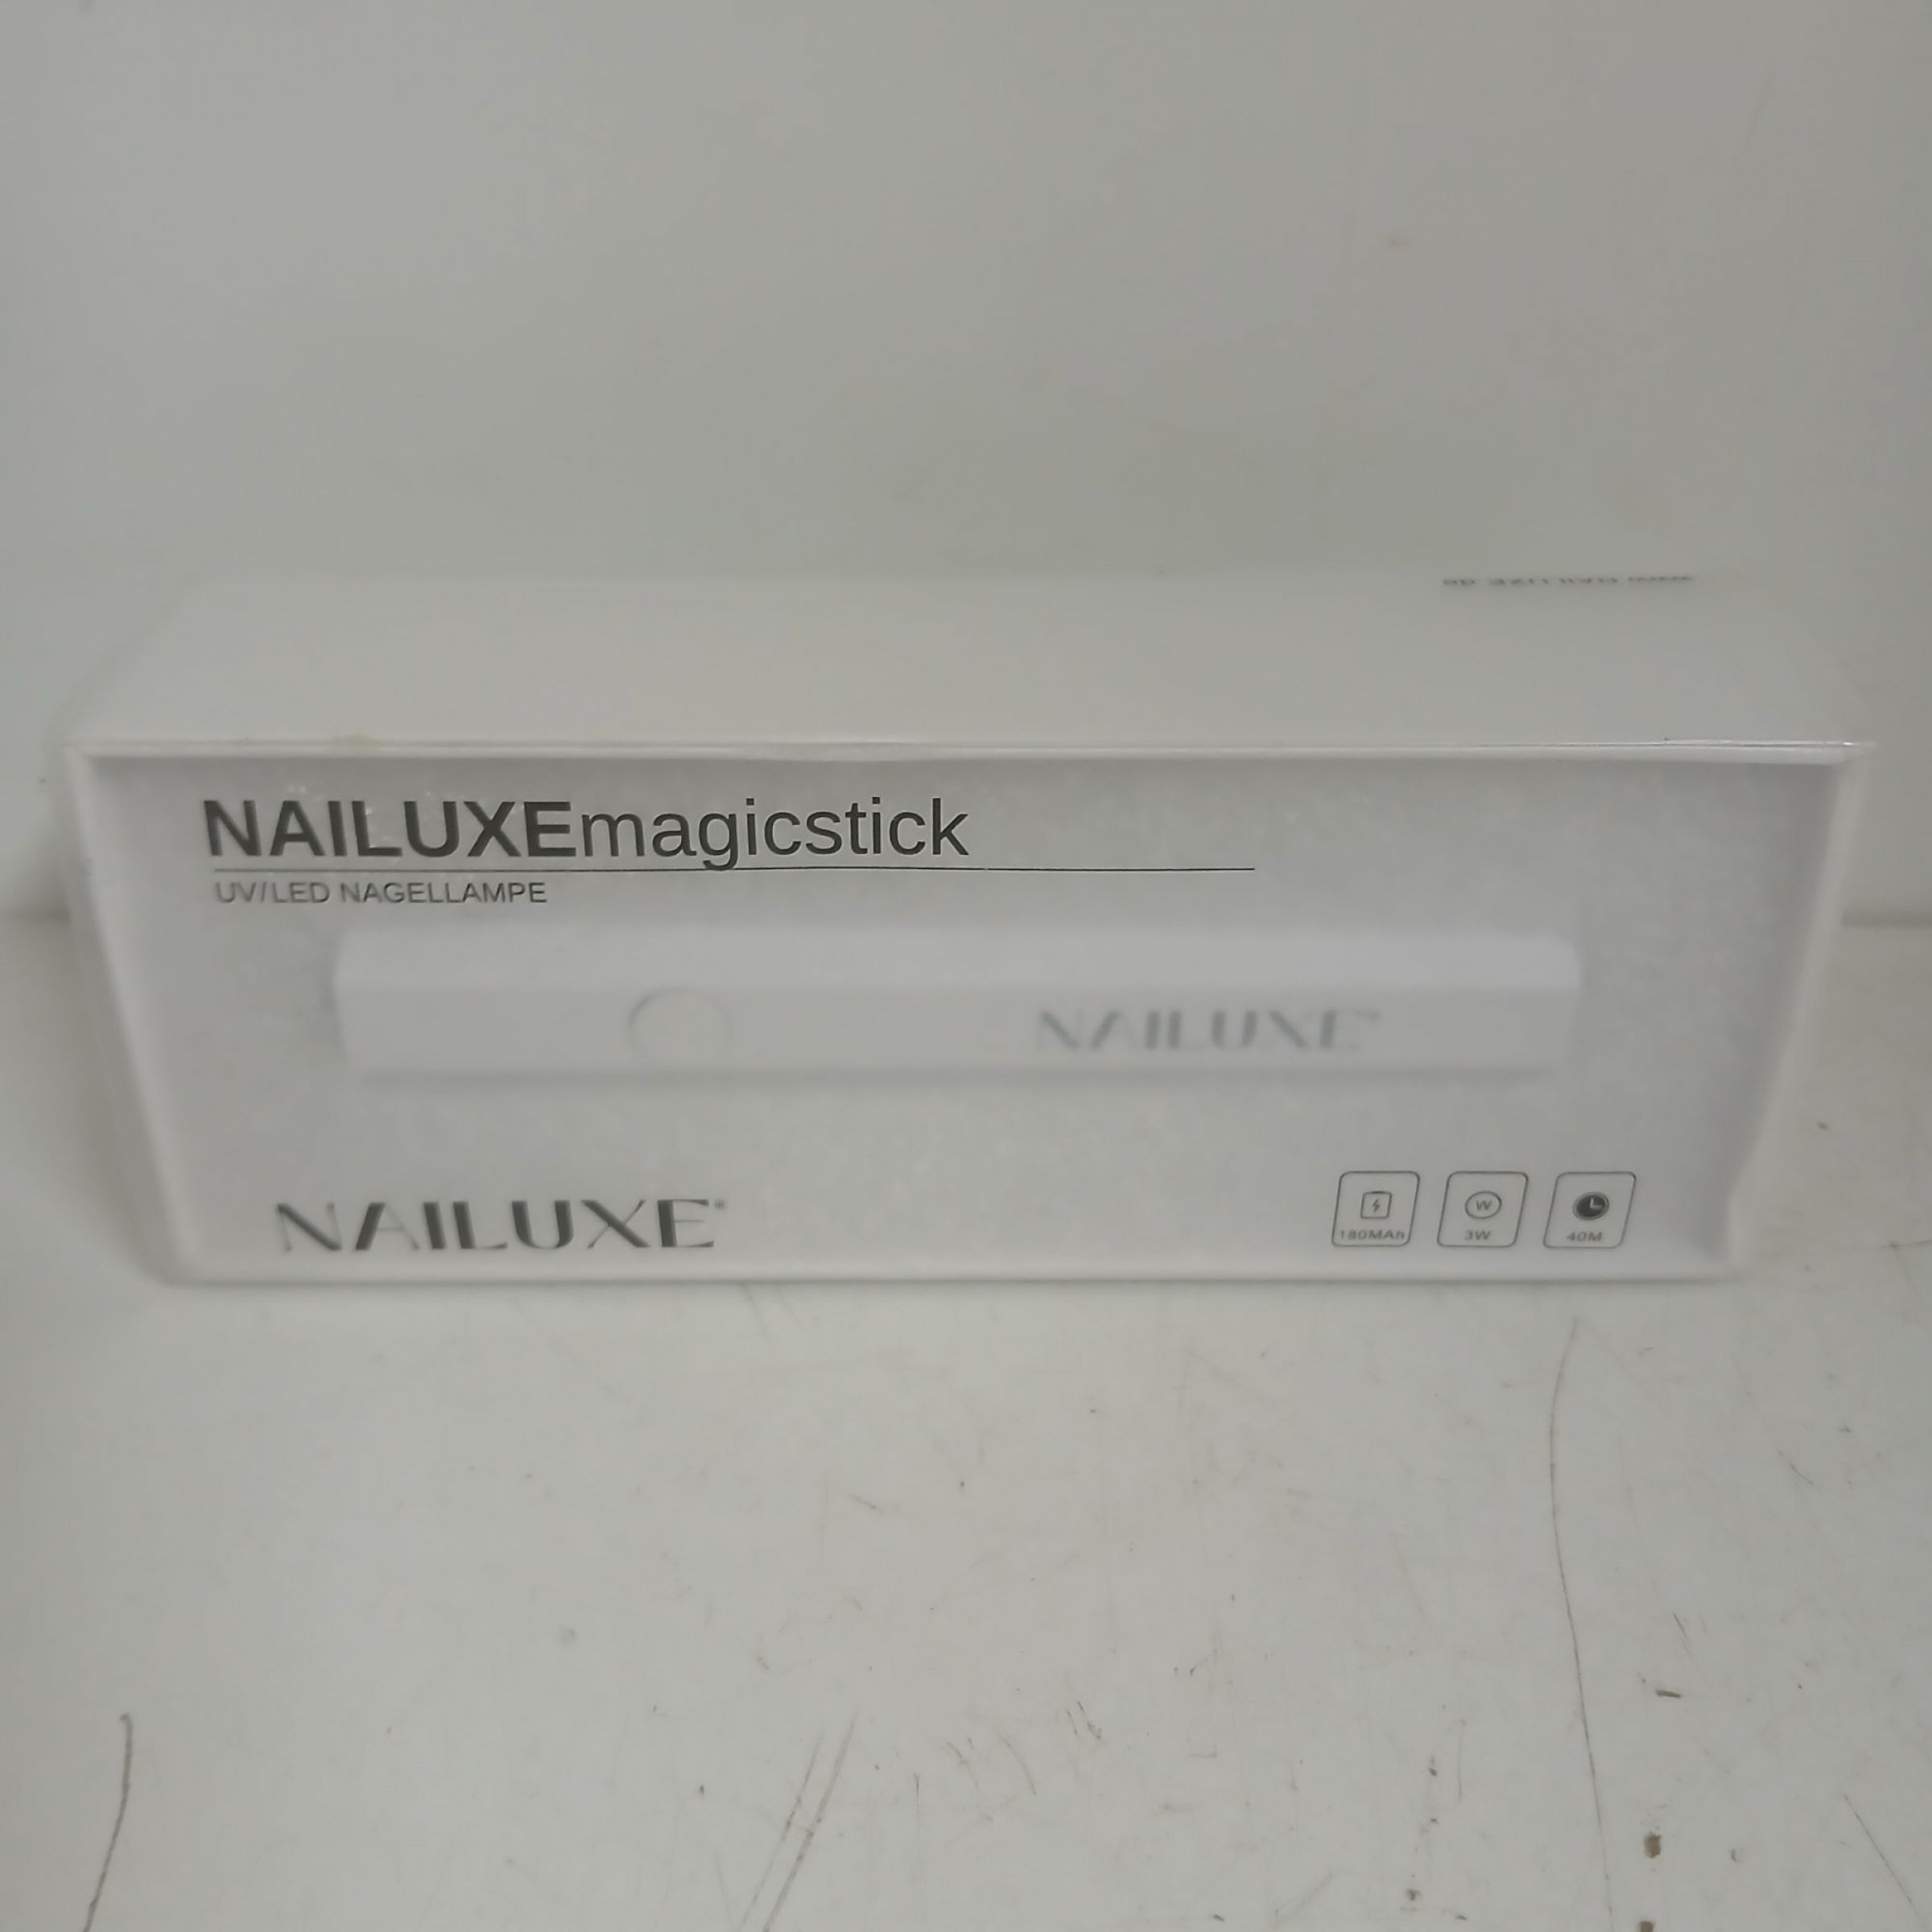 NAILUXEmagicstick
UV/LED NAGELLAMPE
NAILUXE
NAILUXE®
180MAh
W
3W
40M